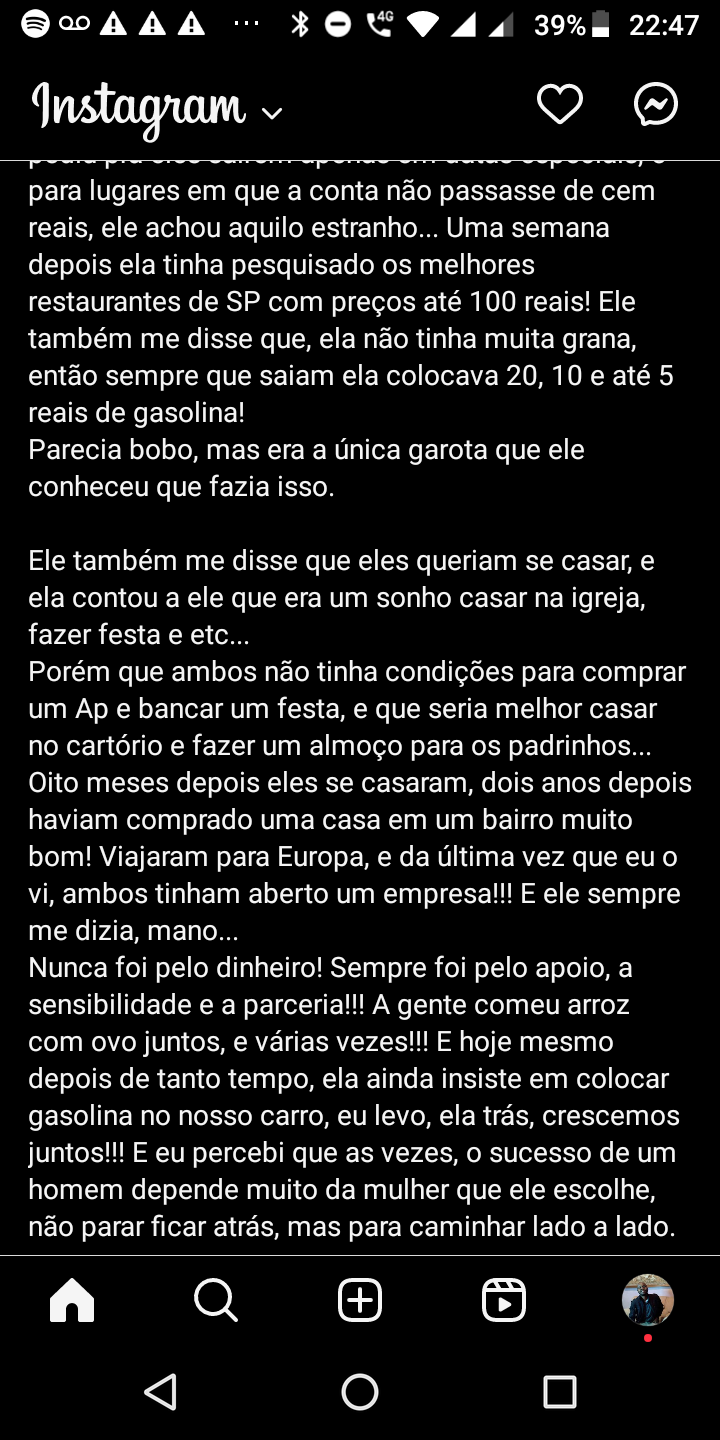 4G
39%
22:47
Instagram
para lugares em que a conta não passasse de cem
reais, ele achou aquilo estranho... Uma semana
depois ela tinha pesquisado os melhores
restaurantes de SP com preços até 100 reais! Ele
também me disse que, ela não tinha muita grana,
então sempre que saiam ela colocava 20, 10 e até 5
reais de gasolina!
Parecia bobo, mas era a única garota que ele
conheceu que fazia isso.
Ele também me disse que eles queriam se casar, e
ela contou a ele que era um sonho casar na igreja,
fazer festa e etc...
Porém que ambos não tinha condições para comprar
um Ap e bancar um festa, e que seria melhor casar
no cartório e fazer um almoço para os padrinhos...
Oito meses depois eles se casaram, dois anos depois
haviam comprado uma casa em um bairro muito
bom! Viajaram para Europa, e da última vez que eu o
vi, ambos tinham aberto um empresa!!! E ele sempre
me dizia, mano...
Nunca foi pelo dinheiro! Sempre foi pelo apoio, a
sensibilidade e a parceria!!! A gente comeu arroz
com ovo juntos, e várias vezes!!! E hoje mesmo
depois de tanto tempo, ela ainda insiste em colocar
gasolina no nosso carro, eu levo, ela trás, crescemos
juntos!!! E eu percebi que as vezes, o sucesso de um
homem depende muito da mulher que ele escolhe,
não parar ficar atrás, mas para caminhar lado a lado.